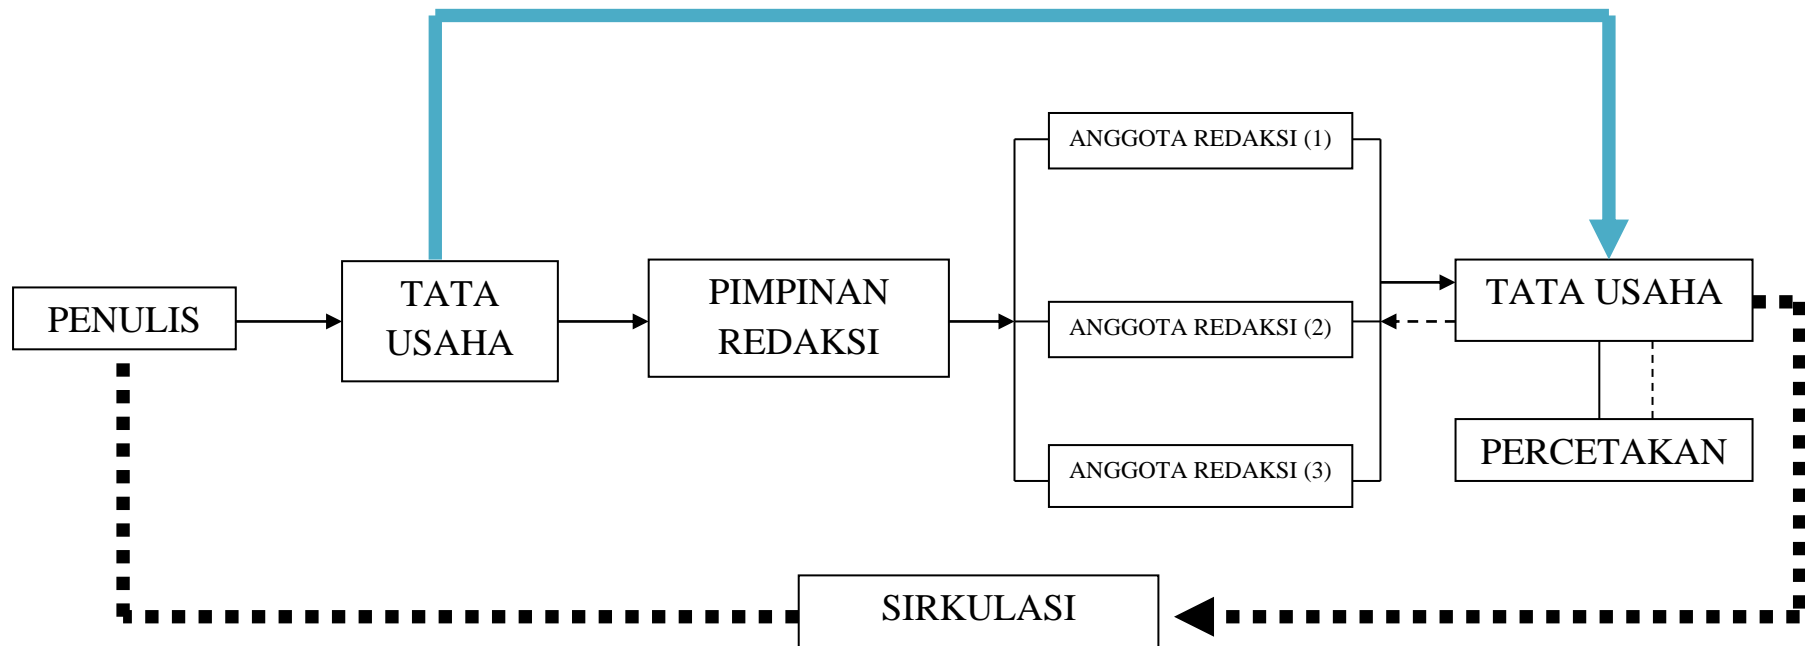 ANGGOTA REDAKSI (1)
PENULIS
TATA
USAHA
PIMPINAN
REDAKSI
ANGGOTA REDAKSI (2)
TATA USAHA
ANGGOTA REDAKSI (3)
PERCETAKAN
SIRKULASI